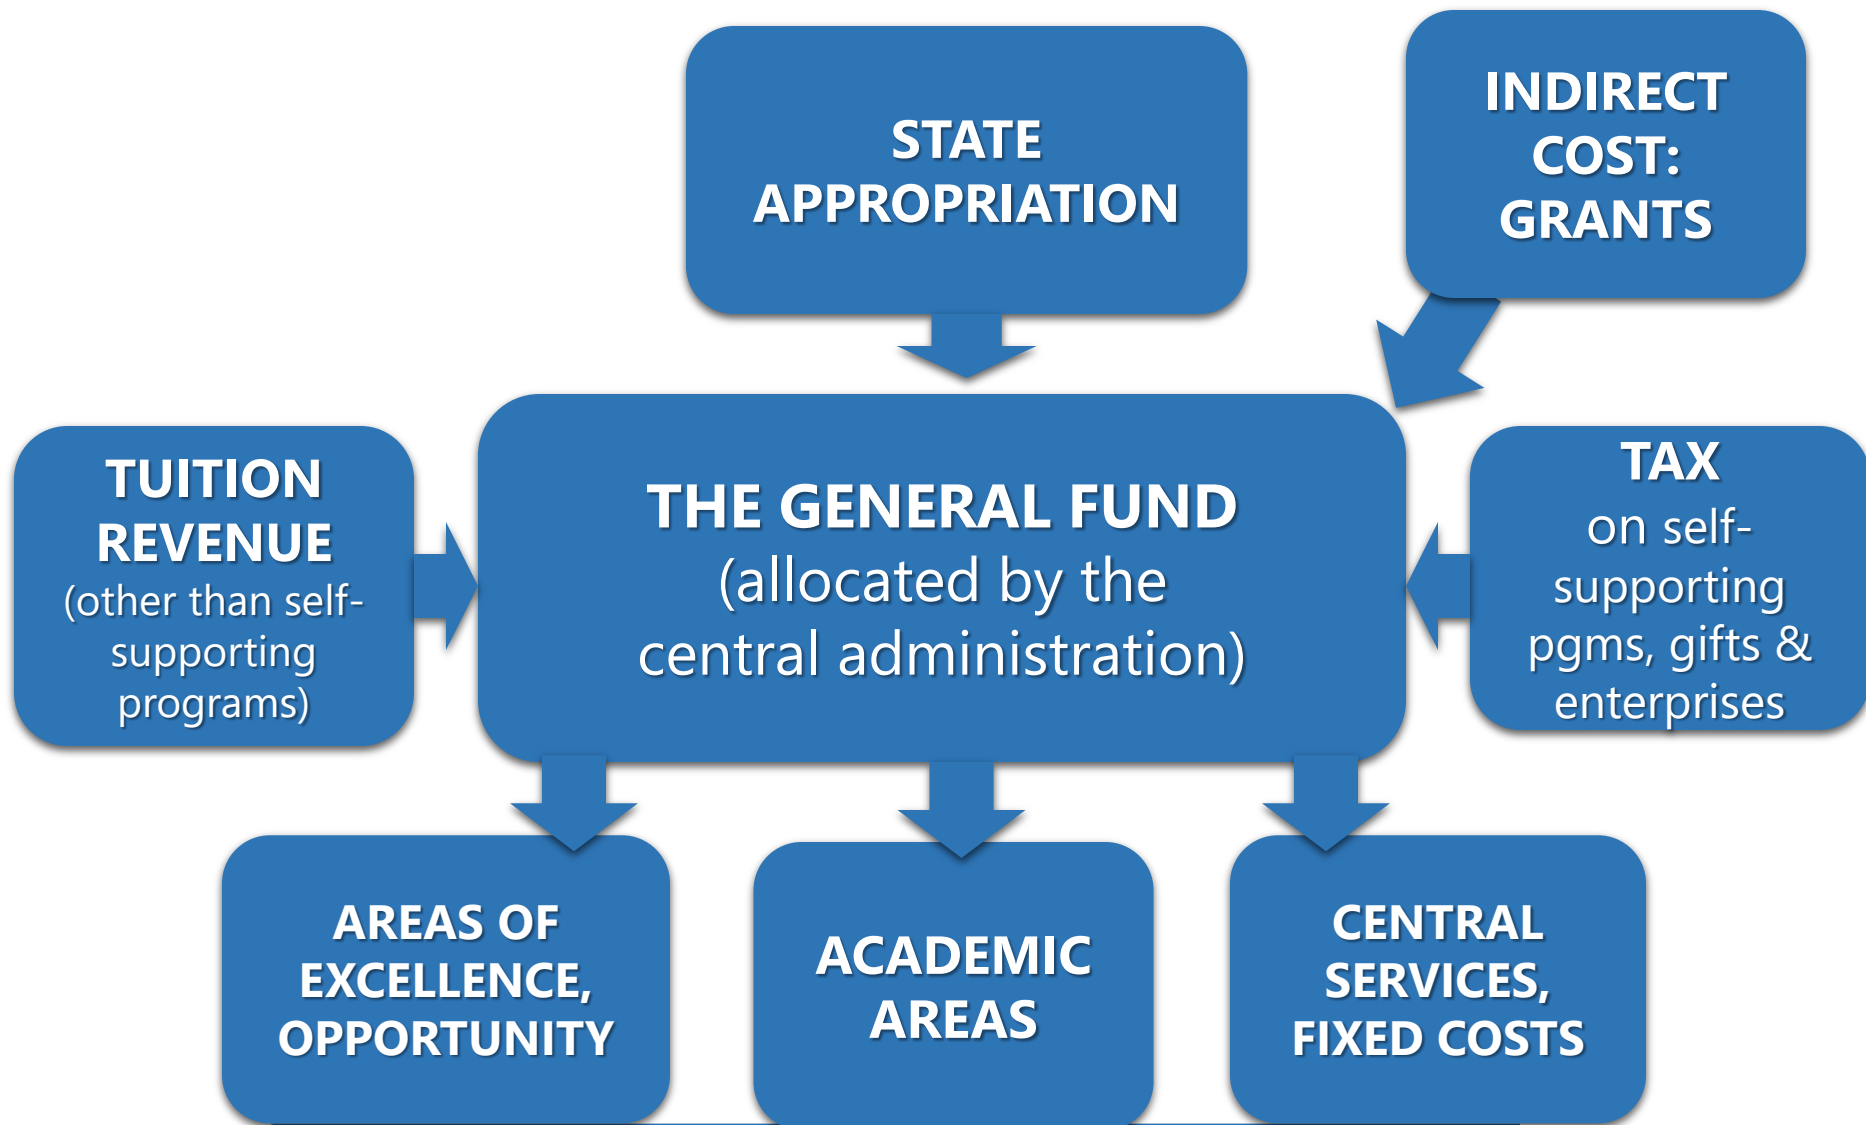 STATE
APPROPRIATION
INDIRECT
COST:
GRANTS
TUITION
REVENUE
(other than self-
supporting
programs)
THE GENERAL FUND
(allocated by the
central administration)
TAX
on self-
supporting
pgms, gifts &
enterprises
AREAS OF
EXCELLENCE,
OPPORTUNITY
ACADEMIC
AREAS
CENTRAL
SERVICES,
FIXED COSTS